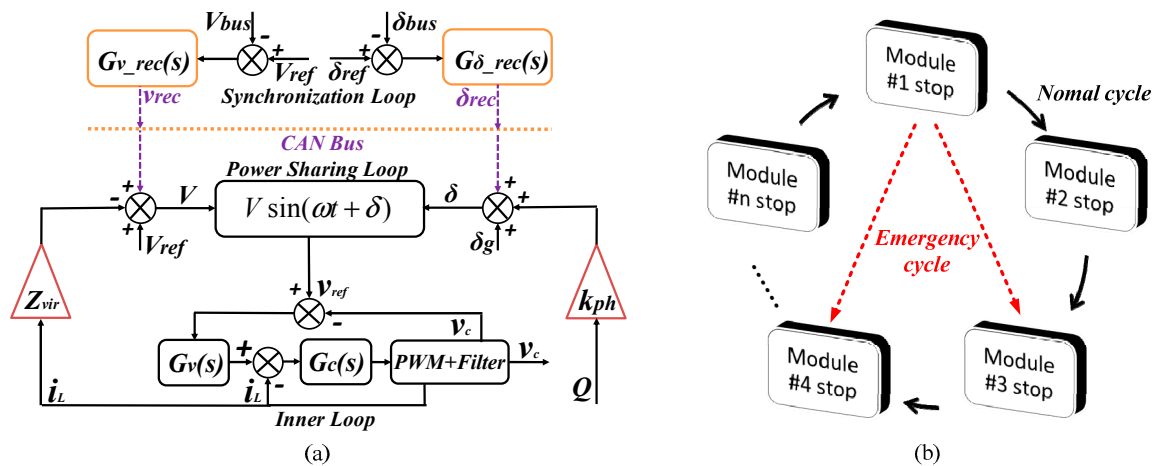 Vbus
δbus
-
-
Gv_rec(s)
+
+
Gδ_rec(s)
Vref
δref
vrec
Synchronization Loop
δrec
CAN Bus
Power Sharing Loop
+
+
-
V
V sin(ωt + δ)
δ
+
+
Vref
δg
+
Zvir
kph
+
vref
-
vc
Gv(s)
+
Gc(s)
PWM+Filter
vc
-
iL
iL
Q
Inner Loop
(a)
Module
#1 stop
Nomal cycle
Module
#n stop
Module
#2 stop
Emergency
cycle
Module
#4 stop
Module
#3 stop
(b)